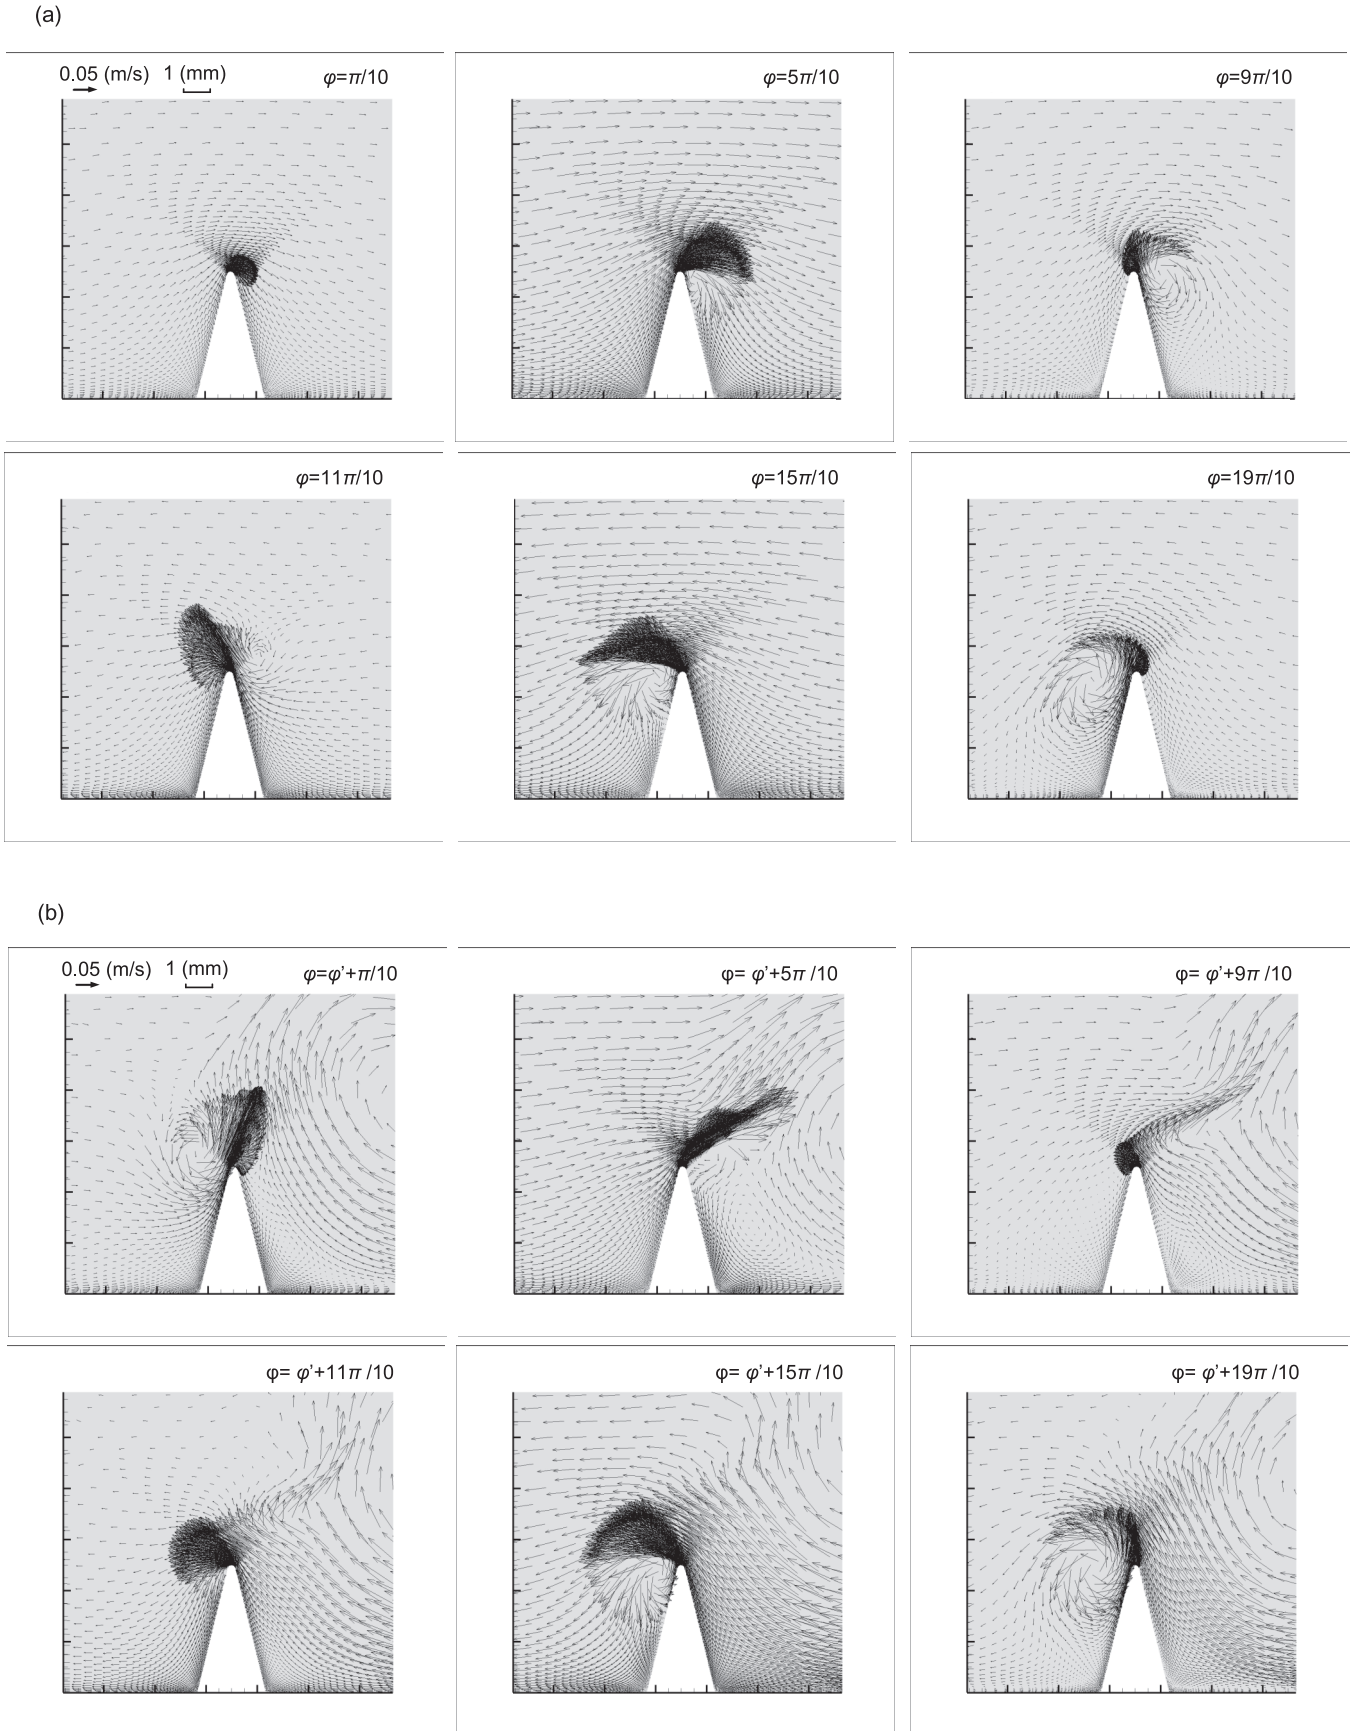 (a)
0.05 (m/s) 1 (mm) φ=π/10
φ=5π/10
φ=9π/10
φ=11π/10
φ=15π/10
φ=19π/10
(b)
0.05 (m/s) 1 (mm) φ=φ'+π/10
φ= φ'+5π /10
φ= φ'+9π /10
φ= φ'+11π /10
φ= φ'+15π /10
φ= φ'+19π /10